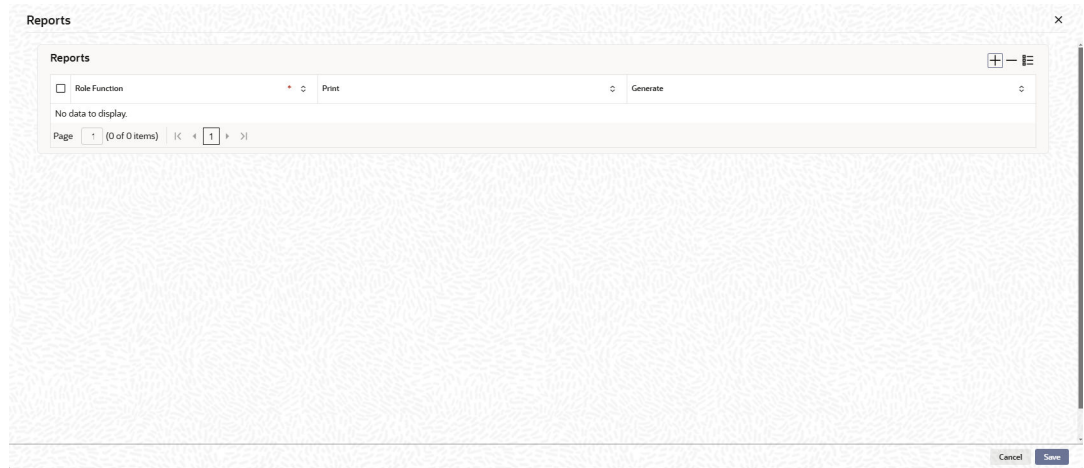 Reports
Reports
Role Function * Print Generate
No data to display.
Page 1 (0 of 0 items) 1
Cancel Save